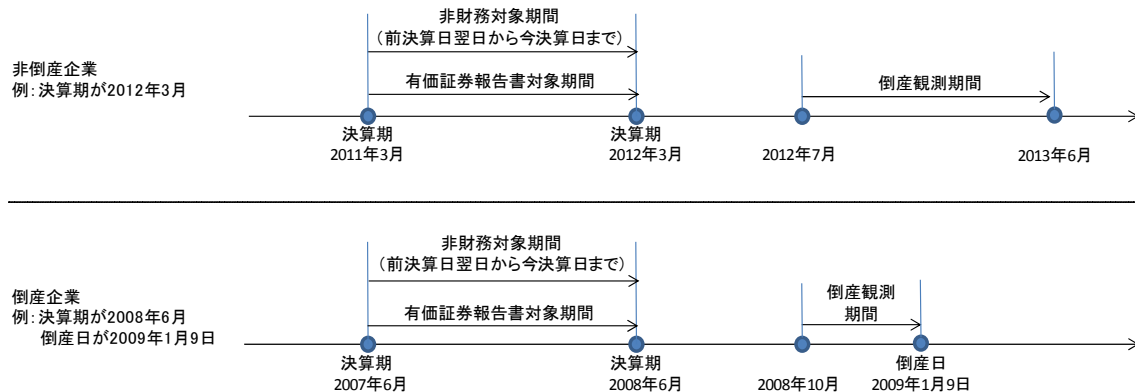 非財務対象期間
（前決算日翌日から今決算日まで）
非倒産企業
例：決算期が2012年3月
有価証券報告書対象期間
倒産観測期間
決算期
2011年3月
決算期
2012年3月
2012年7月
2013年6月
非財務対象期間
（前決算日翌日から今決算日まで）
倒産企業
例：決算期が2008年6月
倒産日が2009年1月9日
有価証券報告書対象期間
倒産観測
期間
決算期
2007年6月
決算期
2008年6月
2008年10月
倒産日
2009年1月9日